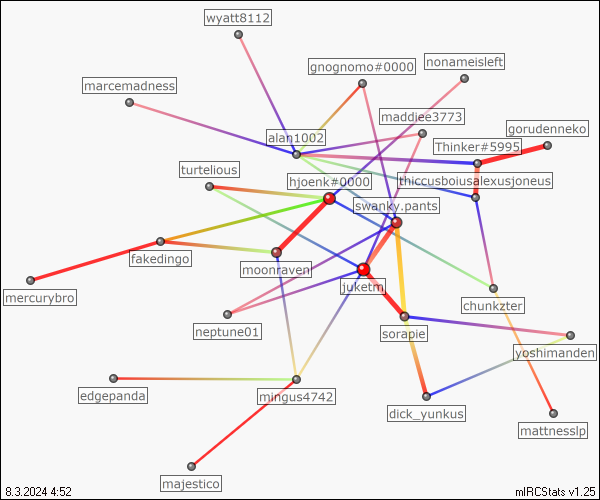 wyatt8112
gnognomo#0000
nonameisleft
marcemadness
maddiee3773
gorudenneko
alan1002
Thinker#5995
turtelious
hjoenk#0000
thiccusboiusalexusjoneus
swanky.pants
fakedingo
moonraven
juketm
mercurybro
chunkzter
neptune01
sorapie
yoshimanden
edgepanda
mingus4742
dick_yunkus
mattnesslp
majestico
8.3.2024 4:52
mIRCStats v1.25